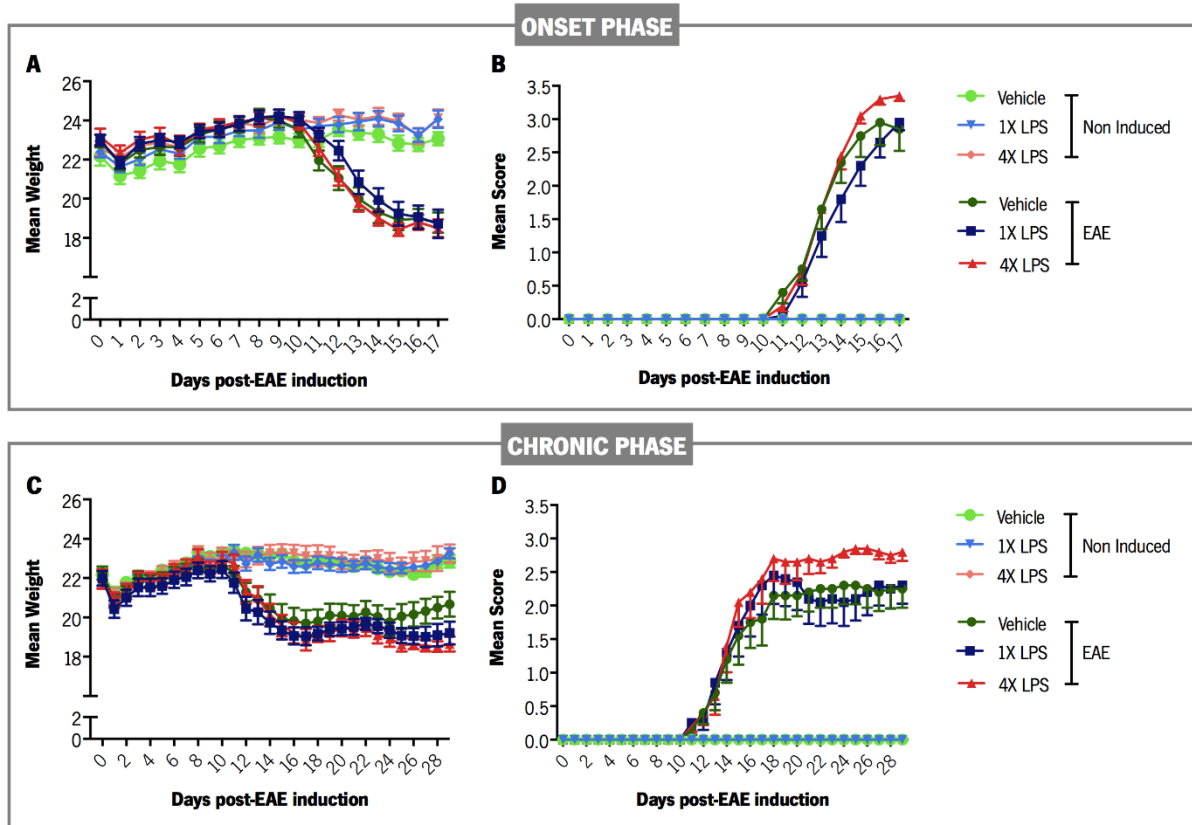 ONSET PHASE
A
B
Mean Weight
26
24
22
20
18
2
0
0 1 2 3 4 5 6 7 8 9 10 11 12 13 14 15 16 17
Days post-EAE induction
Mean Score
3.5
3.0
2.5
2.0
1.5
1.0
0.5
0.0
0 1 2 3 4 5 6 7 8 9 10 11 12 13 14 15 16 17
Days post-EAE induction
Vehicle
1X LPS
4X LPS
Non Induced
Vehicle
1X LPS
4X LPS
EAE
CHRONIC PHASE
C
D
Mean Weight
26
24
22
20
18
2
0
0 2 4 6 8 10 12 14 16 18 20 22 24 26 28
Days post-EAE induction
Mean Score
3.5
3.0
2.5
2.0
1.5
1.0
0.5
0.0
0 2 4 6 8 10 12 14 16 18 20 22 24 26 28
Days post-EAE induction
Vehicle
1X LPS
4X LPS
Non Induced
Vehicle
1X LPS
4X LPS
EAE